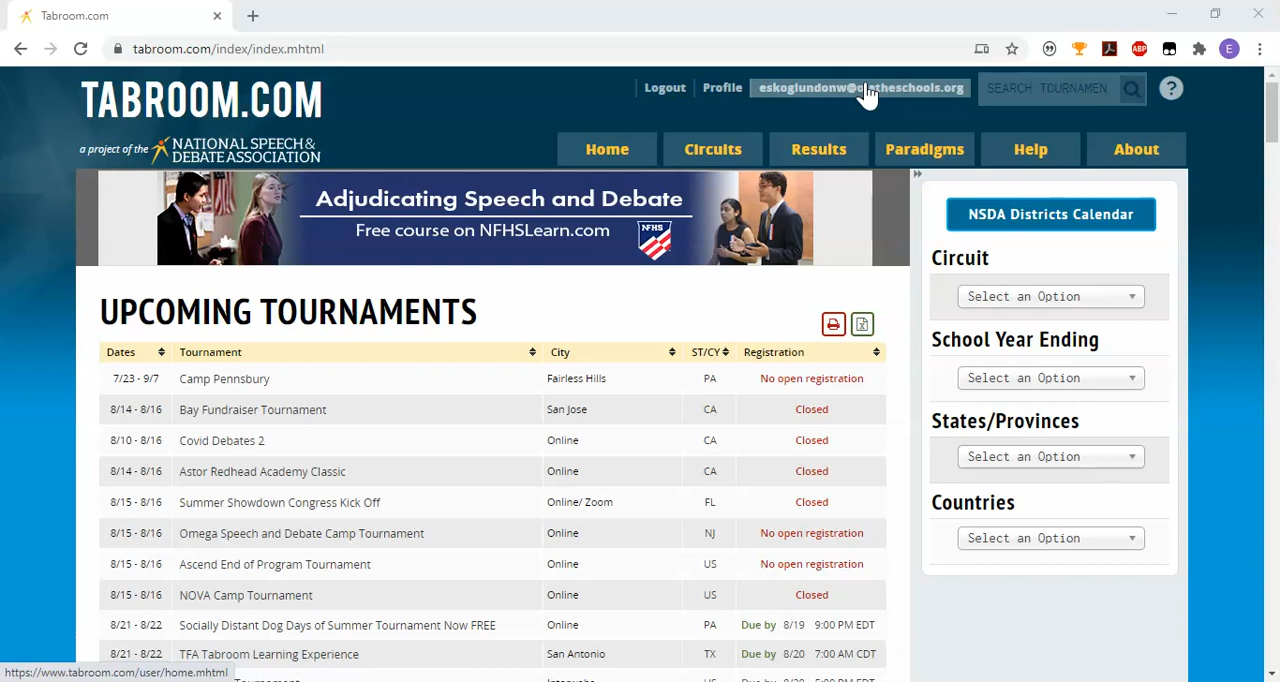 Tabroom.com
tabroom.com/index/index.mhtml
ABP
E
TABROOM.COM
a project of the NATIONAL SPEECH & DEBATE ASSOCIATION
Logout Profile SEARCH TOURNAMEN ?
Home Circuits Results Paradigms Help About
Adjudicating Speech and Debate
Free course on NFHSLearn.com
NFHS
NSDA Districts Calendar
Circuit
Select an Option
School Year Ending
Select an Option
States/Provinces
Select an Option
Countries
Select an Option
UPCOMING TOURNAMENTS
Dates Tournament City ST/CY Registration
7/23 - 9/7 Camp Pennsbury Fairless Hills PA No open registration
8/14 - 8/16 Bay Fundraiser Tournament San Jose CA Closed
8/10 - 8/16 Covid Debates 2 Online CA Closed
8/14 - 8/16 Astor Redhead Academy Classic Online CA Closed
8/15 - 8/16 Summer Showdown Congress Kick Off Online/ Zoom FL Closed
8/15 - 8/16 Omega Speech and Debate Camp Tournament Online NJ No open registration
8/15 - 8/16 Ascend End of Program Tournament Online US No open registration
8/15 - 8/16 NOVA Camp Tournament Online US Closed
8/21 - 8/22 Socially Distant Dog Days of Summer Tournament Now FREE Online PA Due by 8/19 9:00 PM EDT
8/21 - 8/22 TFA Tabroom Learning Experience San Antonio TX Due by 8/20 7:00 AM CDT
https://www.tabroom.com/user/home.mhtml